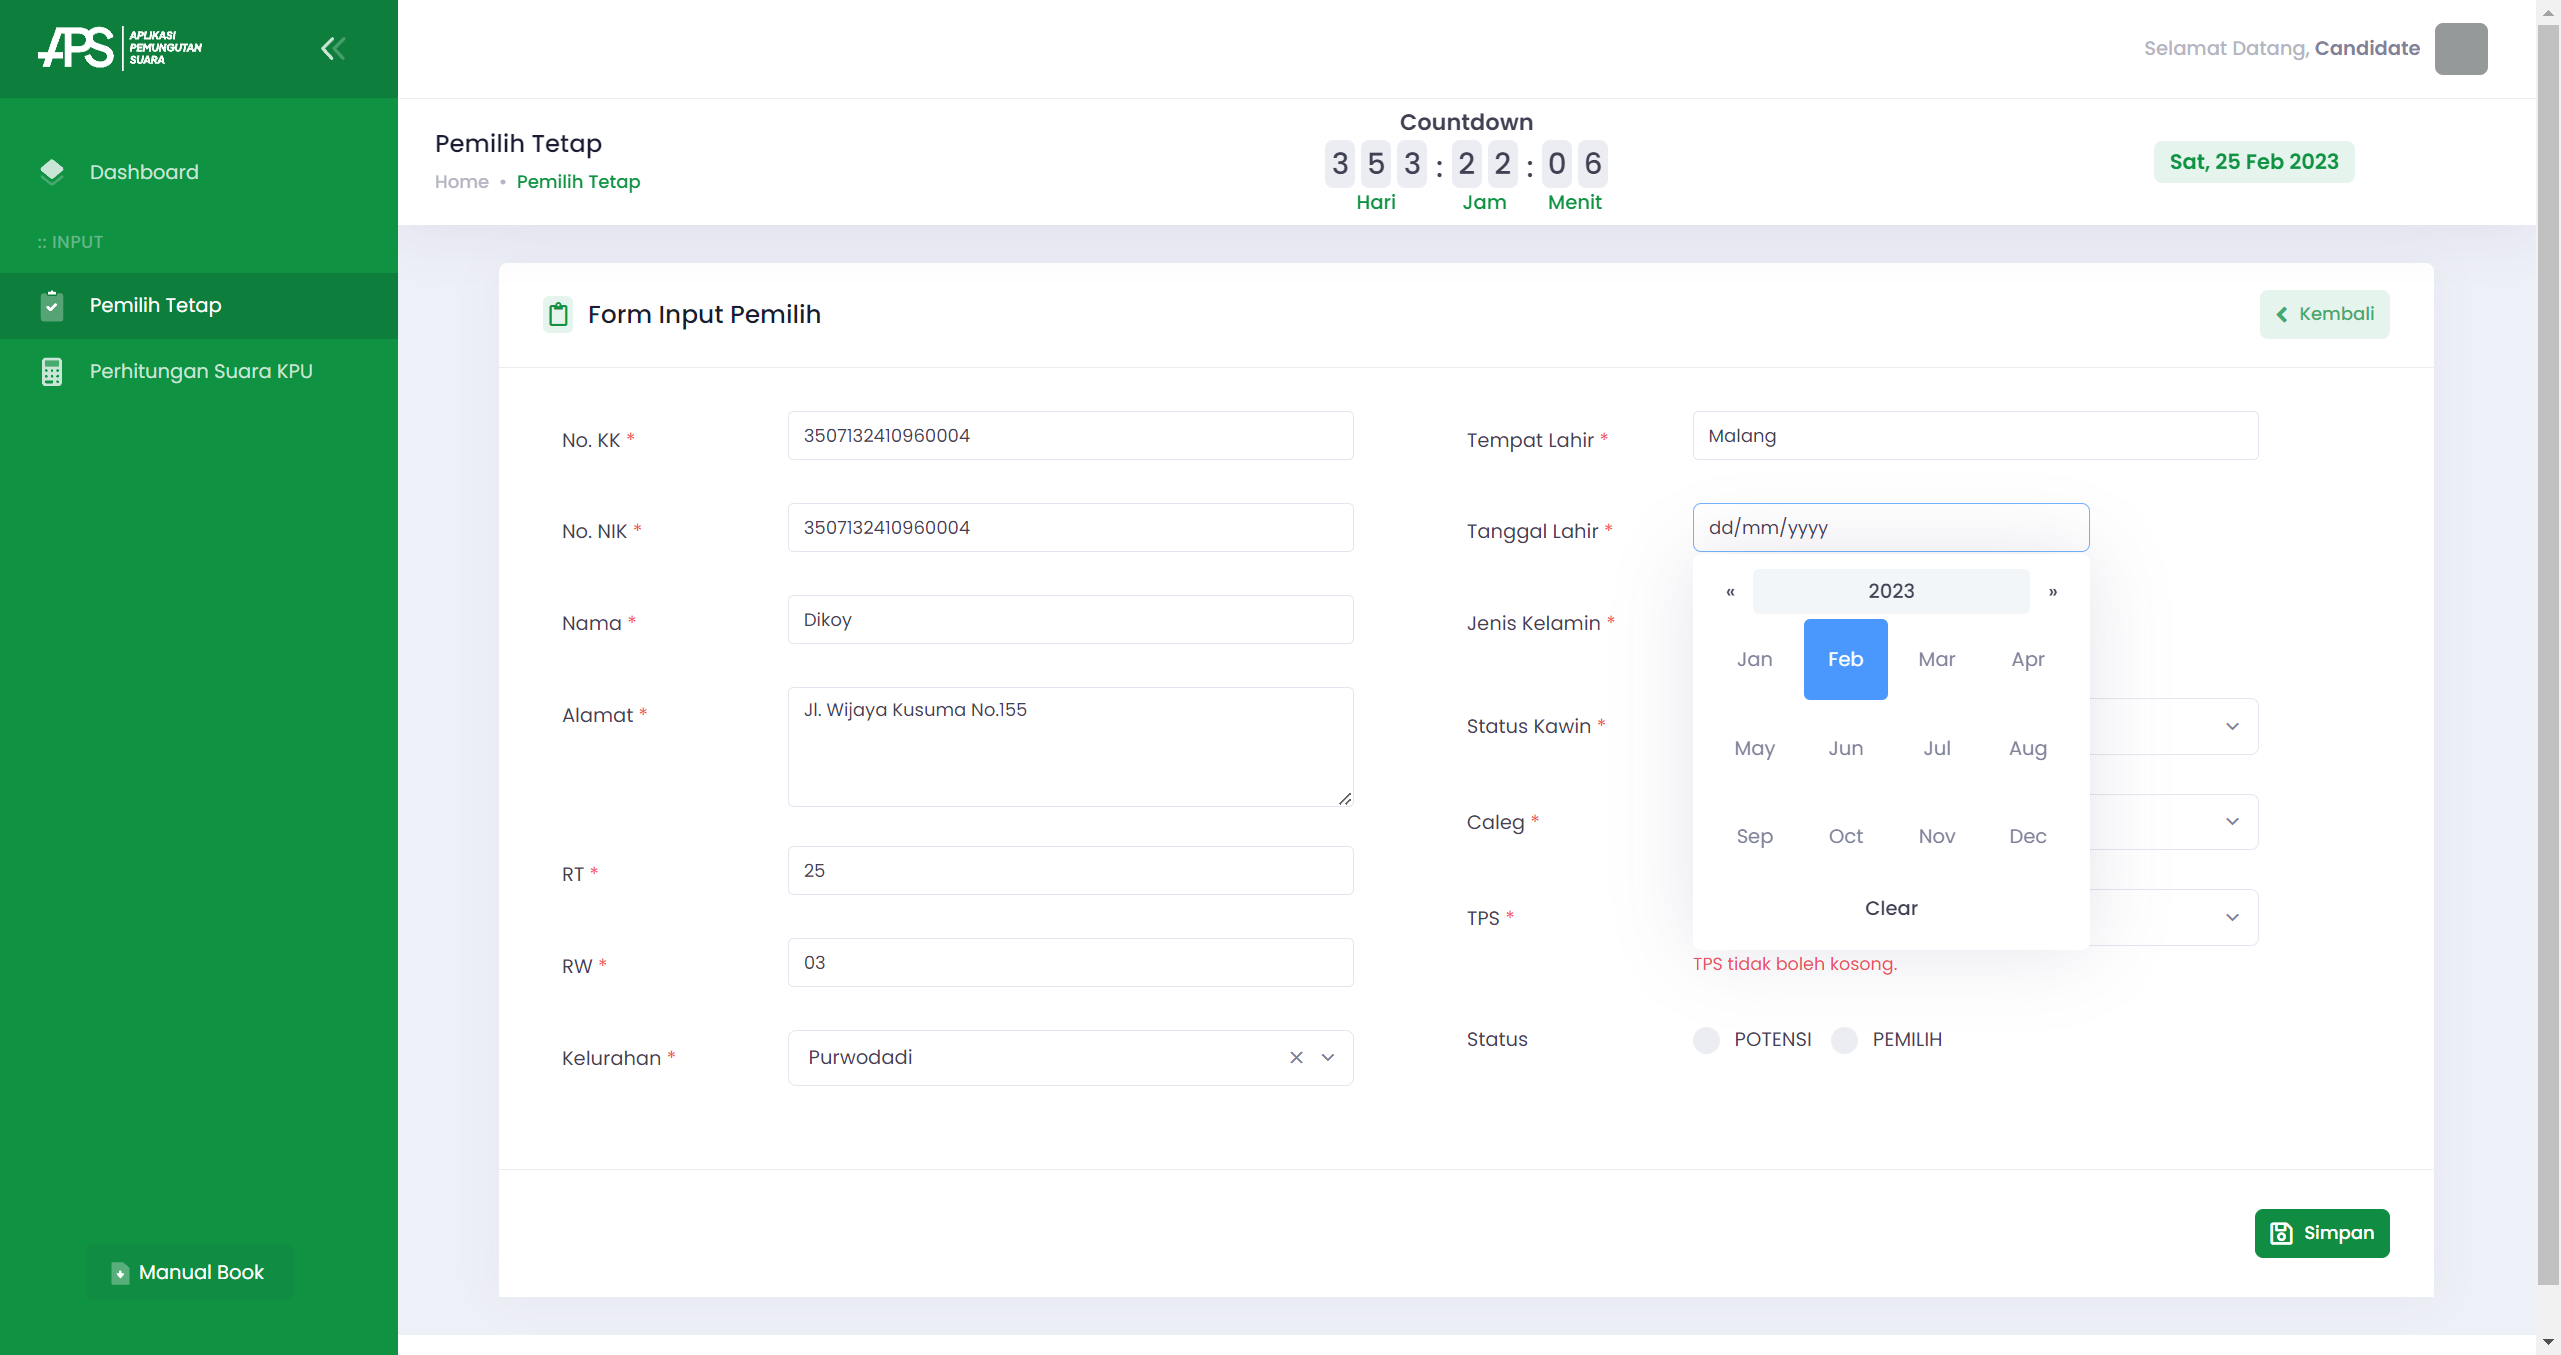 APS APLIKASI PEMUNGUTAN SUARA
Selamat Datang, Candidate
Dashboard
:: INPUT
Pemilih Tetap
Perhitungan Suara KPU
Manual Book
Pemilih Tetap
Home • Pemilih Tetap
Countdown
3 5 3 : 2 2 : 0 6
Hari Jam Menit
Sat, 25 Feb 2023
Form Input Pemilih
Kembali
No. KK * 3507132410960004
No. NIK * 3507132410960004
Nama * Dikoy
Alamat * Jl. Wijaya Kusuma No.155
RT * 25
RW * 03
Kelurahan * Purwodadi
Tempat Lahir * Malang
Tanggal Lahir * dd/mm/yyyy
« 2023 »
Jan Feb Mar Apr
May Jun Jul Aug
Sep Oct Nov Dec
Clear
Jenis Kelamin *
Status Kawin *
Caleg *
TPS *
TPS tidak boleh kosong.
Status POTENSI PEMILIH
Simpan